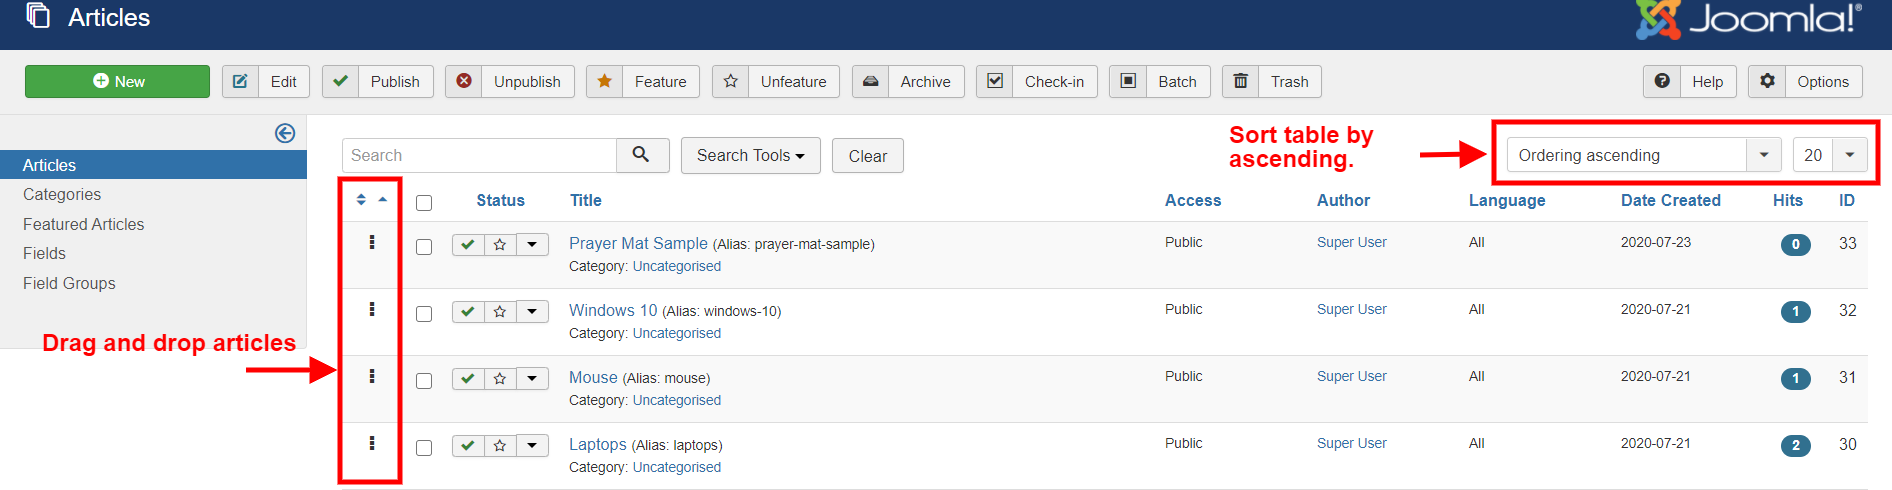 Articles
Joomla!®
New Edit Publish Unpublish Feature Unfeature Archive Check-in Batch Trash Help Options
Articles
Categories
Featured Articles
Fields
Field Groups
Search Search Tools Clear
Sort table by
ascending.
Ordering ascending 20
Status Title Access Author Language Date Created Hits ID
Prayer Mat Sample (Alias: prayer-mat-sample) Public Super User All 2020-07-23 0 33
Category: Uncategorised
Windows 10 (Alias: windows-10) Public Super User All 2020-07-21 1 32
Category: Uncategorised
Drag and drop articles
Mouse (Alias: mouse) Public Super User All 2020-07-21 1 31
Category: Uncategorised
Laptops (Alias: laptops) Public Super User All 2020-07-21 2 30
Category: Uncategorised